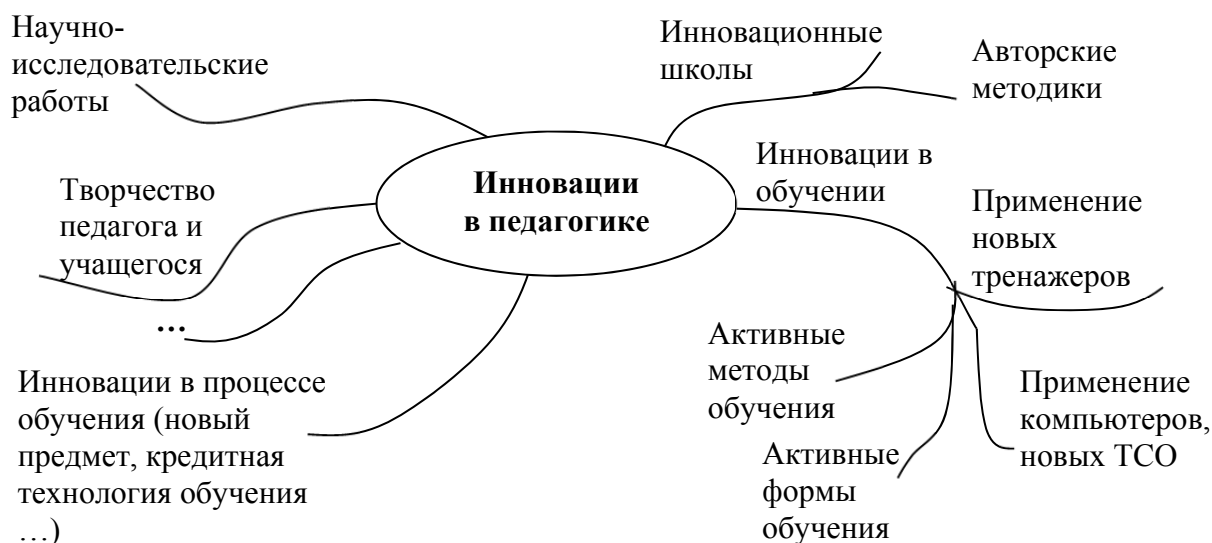 Научно-
исследовательские
работы
Инновационные
школы
Авторские
методики
Инновации
в педагогике
Инновации в
обучении
Творчество
педагога и
учащегося
Применение
новых
тренажеров
...
Активные
методы
обучения
Применение
компьютеров,
новых ТСО
Инновации в процессе
обучения (новый
предмет, кредитная
технология обучения
…)
Активные
формы
обучения